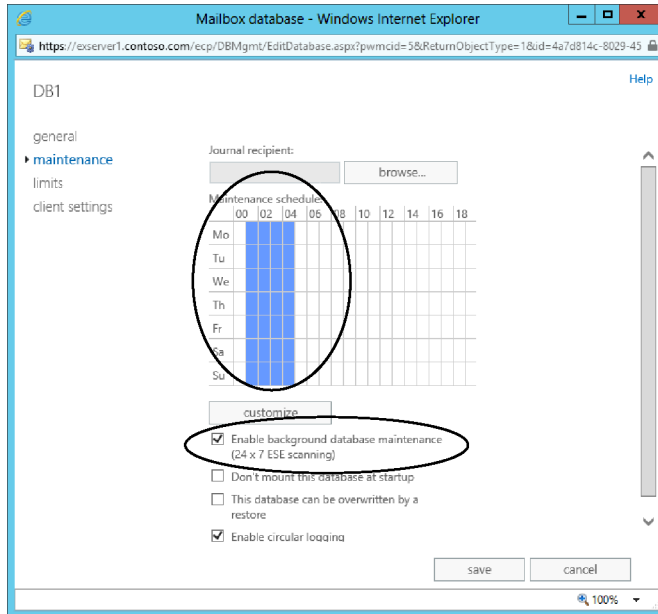 Mailbox database - Windows Internet Explorer
https://exserver1.contoso.com/ecp/DBMgmt/EditDatabase.aspx?pwmcid=5&ReturnObjectType=1&id=4a7d814c-8029-45
Help
DB1
general
maintenance
limits
client settings
Journal recipient:
browse...
Maintenance schedule:
00 02 04 06 08 10 12 14 16 18
Mo
Tu
We
Th
Fr
Sa
Su
customize
Enable background database maintenance
(24 x 7 ESE scanning)
Don't mount this database at startup
This database can be overwritten by a
restore
Enable circular logging
save cancel
100%